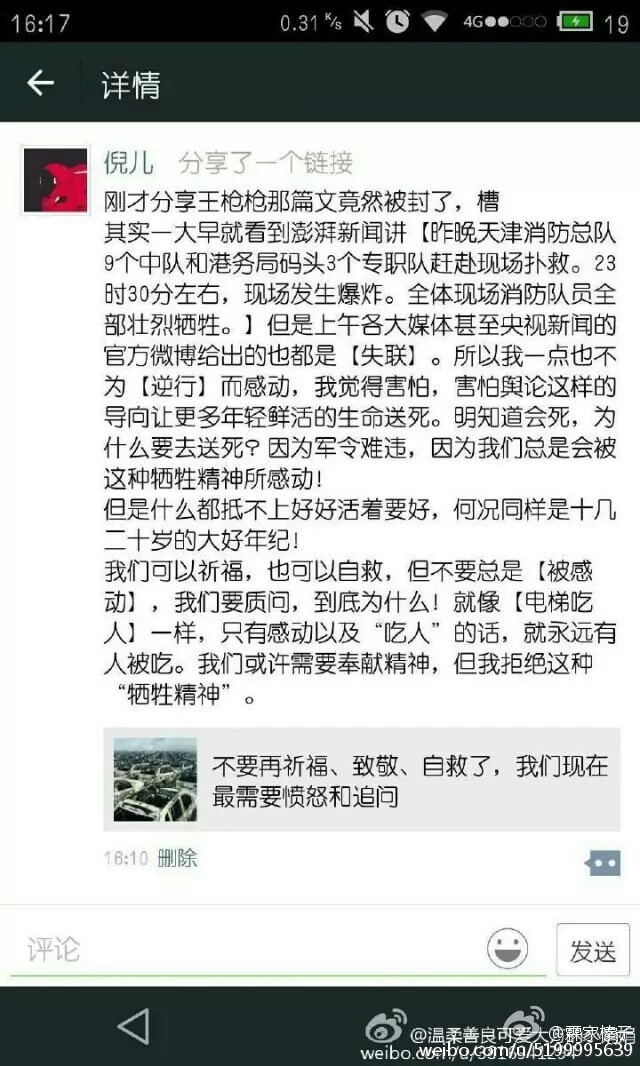 16:17
0.31 K/s
4G
19
详情
倪儿 分享了一个链接
刚才分享王枪枪那篇文竟然被封了，槽
其实一大早就看到澎湃新闻讲【昨晚天津消防总队
9个中队和港务局码头3个专职队赶赴现场扑救。23
时30分左右，现场发生爆炸。全体现场消防队员全
部壮烈牺牲。】但是上午各大媒体甚至央视新闻的
官方微博给出的也都是【失联】。所以我一点也不
为【逆行】而感动，我觉得害怕，害怕舆论这样的
导向让更多年轻鲜活的生命送死。明知道会死，为
什么要去送死？因为军令难违，因为我们总是会被
这种牺牲精神所感动！
但是什么都抵不上好好活着要好，何况同样是十几
二十岁的大好年纪！
我们可以祈福，也可以自救，但不要总是【被感
动】，我们要质问，到底为什么！就像【电梯吃
人】一样，只有感动以及“吃人”的话，就永远有
人被吃。我们或许需要奉献精神，但我拒绝这种
“牺牲精神”。
不要再祈福、致敬、自救了，我们现在
最需要愤怒和追问
16:10 删除
评论
发送
@温柔善良可爱大
weibo.com/u/5199995639